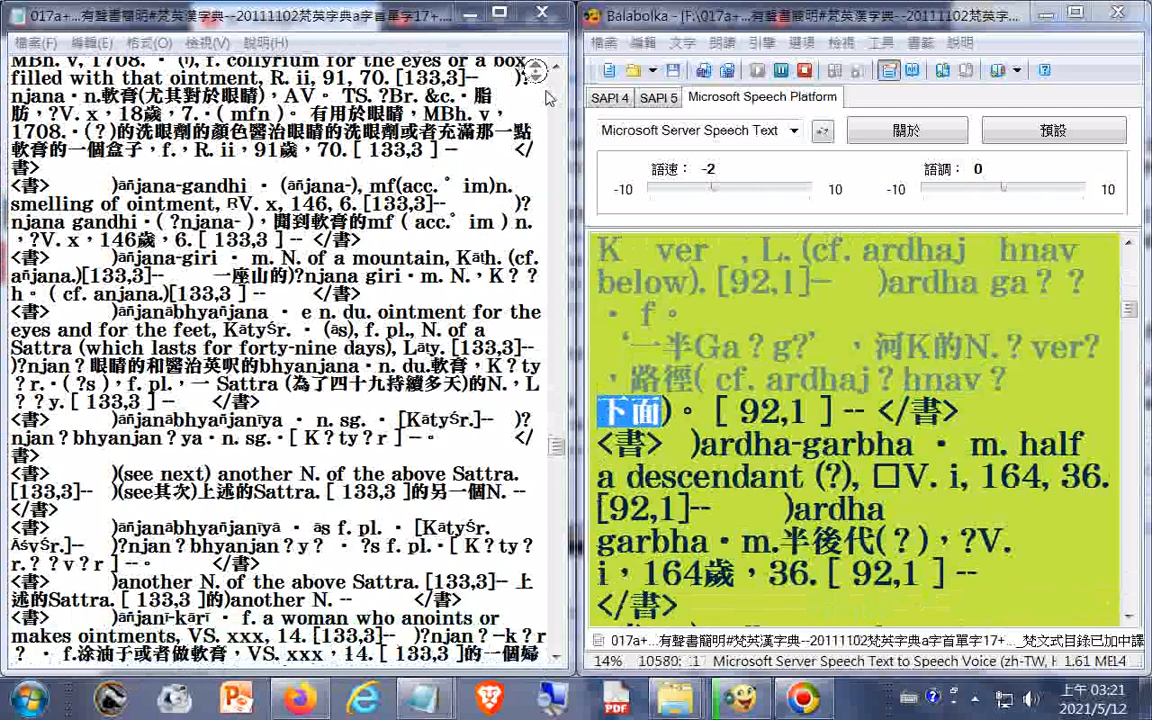 017a+...有聲書簡明#梵英漢字典--20111102梵英字典a字首單字17+...
檔案(F) 編輯(E) 格式(O) 檢視(V) 說明(H)
MBh. v, 1708. • (ī), f. collyrium for the eyes or a box
filled with that ointment, R. ii, 91, 70. [133,3]-- )?
njana • n.軟膏(尤其對於眼睛)，AV. TS. ?Br. &c.• 脂
肪，?V. x，18歲，7. • ( mfn )。 有用於眼睛，MBh. v，
1708. • (？)的洗眼劑的顏色醫治眼睛的洗眼劑或者充滿那一點
軟膏的一個盒子，f.，R. ii，91歲，70. [ 133,3 ] -- </
書>
<書> )āñjana-gandhi • (āñjana-), mf(acc. ° im)n.
smelling of ointment, RV. x, 146, 6. [133,3]-- )?
njana gandhi • ( ?njana- )，聞到軟膏的mf ( acc.° im ) n.
，?V. x，146歲，6. [ 133,3 ] -- </書>
<書> )āñjana-giri • m. N. of a mountain, Kāṭh. (cf.
añjana.)[133,3]-- 一座山的)?njana giri • m. N.，K？？
h。( cf. anjana.)[133,3 ] -- </書>
<書> )āñjanābhyañjana • e n. du. ointment for the
eyes and for the feet, KātyŚr. • (ās), f. pl., N. of a
Sattra (which lasts for forty-nine days), Lāṭy. [133,3]--
)?njan？眼睛的和醫治英呎的bhyanjana • n. du.軟膏，K？ty
？r. • ( ?s )，f. pl.，一 Sattra (為了四十九持續多天)的N.，L
？？y. [ 133,3 ] -- </書>
<書> )āñjanābhyañjanīya • n. sg. • [KātyŚr.]-- )?
njan？bhyanjan？ya • n. sg. • [ K？ty？r ] --。 </
書>
<書> )(see next) another N. of the above Sattra.
[133,3]-- )(see其次)上述的Sattra. [ 133,3 ]的另一個N. --
</書>
<書> )āñjanābhyañjanīyā • ās f. pl. • [KātyŚr.
ĀśvŚr.]-- )?njan？bhyanjan？y？ • ?s f. pl. • [ K？ty？
r.？？v？r ] --。 </書>
<書> )another N. of the above Sattra. [133,3]-- 上
述的Sattra. [ 133,3 ]的)another N. -- </書>
<書> )āñjanī-kārī • f. a woman who anoints or
makes ointments, VS. xxx, 14. [133,3]-- )?njan？–k？r
？ • f.涂油于或者做軟膏，VS. xxx，14. [ 133,3 ]的一個婦
Balabolka - [F:\017a+...有聲書簡明#梵英漢字典--20111102梵英字...
檔案 編輯 文字 朗讀 引擎 選項 檢視 工具 書籤 說明
SAPI 4 SAPI 5 Microsoft Speech Platform
Microsoft Server Speech Text 關於 預設
語速： -2 語調： 0
-10 10 -10 10
K ver , L. (cf. ardhaj hnav
below). [92,1]-- )ardha ga？？
• f。
‘一半Ga？g?’ ，河K的N.？ver?
，路徑( cf. ardhaj？hnav？
下面)。[ 92,1 ] -- </書>
<書> )ardha-garbha • m. half
a descendant (?), □V. i, 164, 36.
[92,1]-- )ardha
garbha • m.半後代(？)，?V.
i，164歲，36. [ 92,1 ] --
</書>
017a+...有聲書簡明#梵英漢字典--20111102梵英字典a字首單字17+..._梵文式目錄已加中譯
14% 10580: 1 Microsoft Server Speech Text to Speech Voice (zh-TW, H 1.61 MB
上午 03:21
2021/5/12